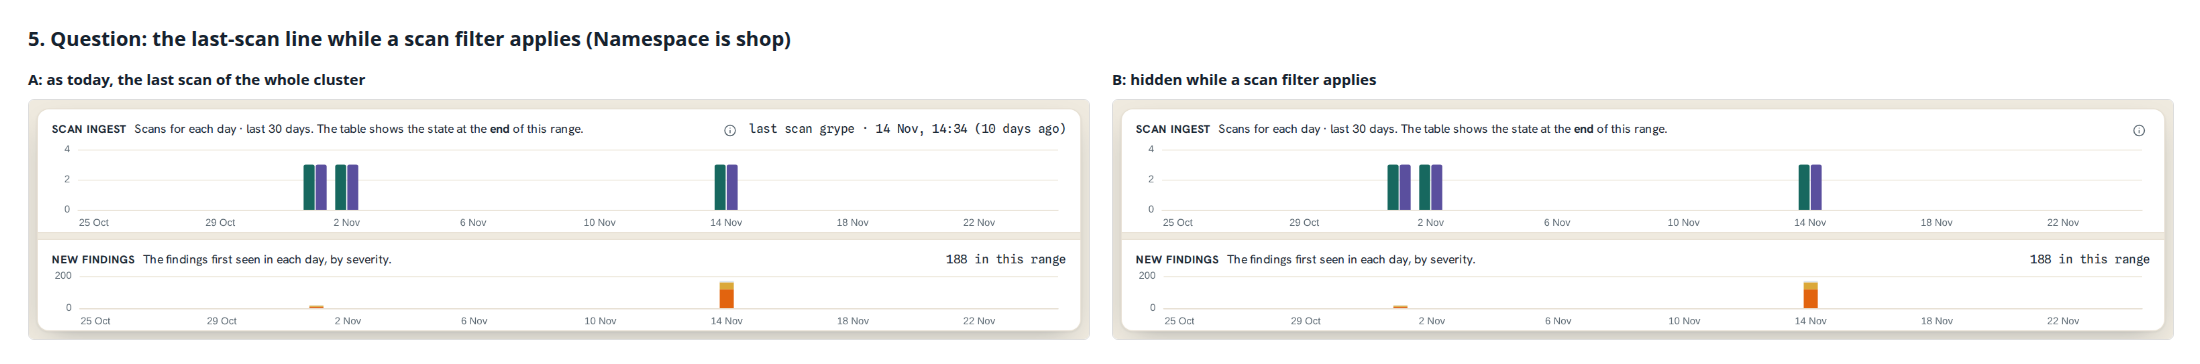 5. Question: the last-scan line while a scan filter applies (Namespace is shop)
A: as today, the last scan of the whole cluster
SCAN INGEST Scans for each day · last 30 days. The table shows the state at the end of this range.
last scan grype · 14 Nov, 14:34 (10 days ago)
4
2
0
25 Oct 29 Oct 2 Nov 6 Nov 10 Nov 14 Nov 18 Nov 22 Nov
NEW FINDINGS The findings first seen in each day, by severity.
188 in this range
200
0
25 Oct 29 Oct 2 Nov 6 Nov 10 Nov 14 Nov 18 Nov 22 Nov
B: hidden while a scan filter applies
SCAN INGEST Scans for each day · last 30 days. The table shows the state at the end of this range.
4
2
0
25 Oct 29 Oct 2 Nov 6 Nov 10 Nov 14 Nov 18 Nov 22 Nov
NEW FINDINGS The findings first seen in each day, by severity.
188 in this range
200
0
25 Oct 29 Oct 2 Nov 6 Nov 10 Nov 14 Nov 18 Nov 22 Nov